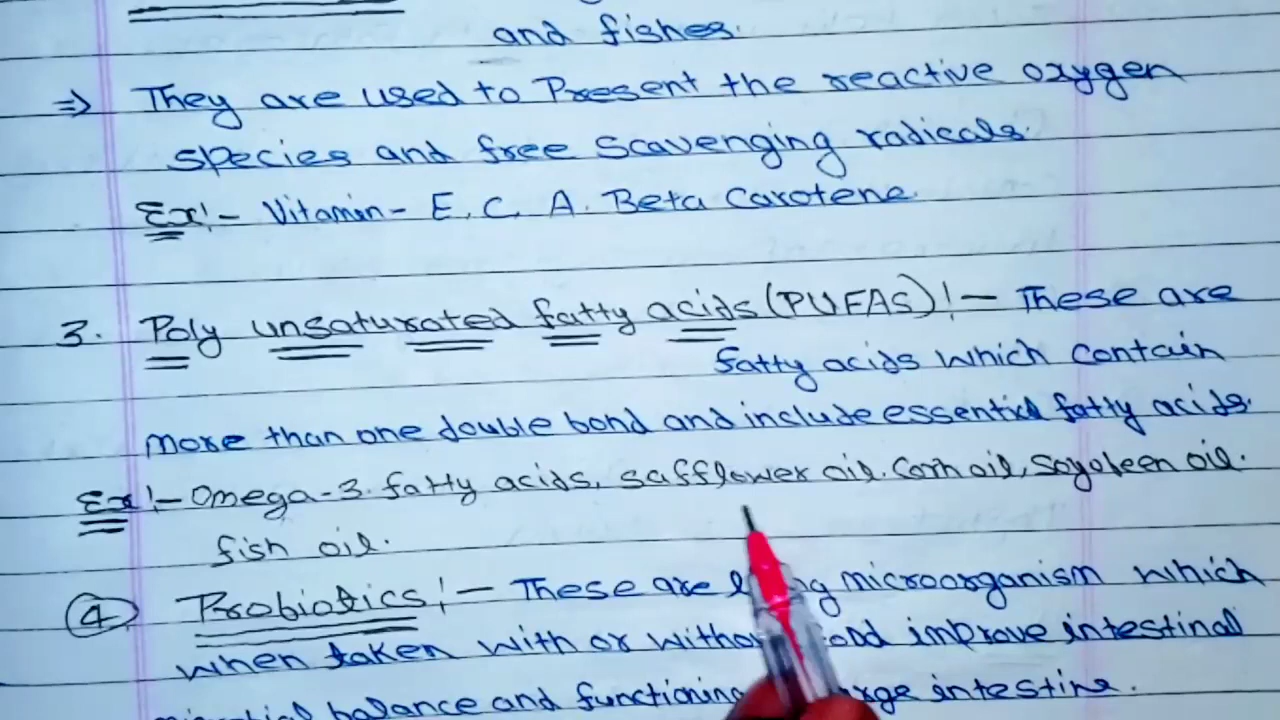 and fishes.
⇒ They are used to Present the reactive oxygen
species and free scavenging radicals.
Ex:- Vitamin- E, C, A. Beta Carotene.
3. Poly unsaturated fatty acids (PUFAs)!- These are
fatty acids which contain
more than one double bond and include essential fatty acids.
Ex:- Omega-3. fatty acids, safflower oil. Corn oil, Soyabeen oil.
fish oil.
4 Probiotics!- These are microorganism which
when taken with or improve intestinal
balance and functioning intestine.